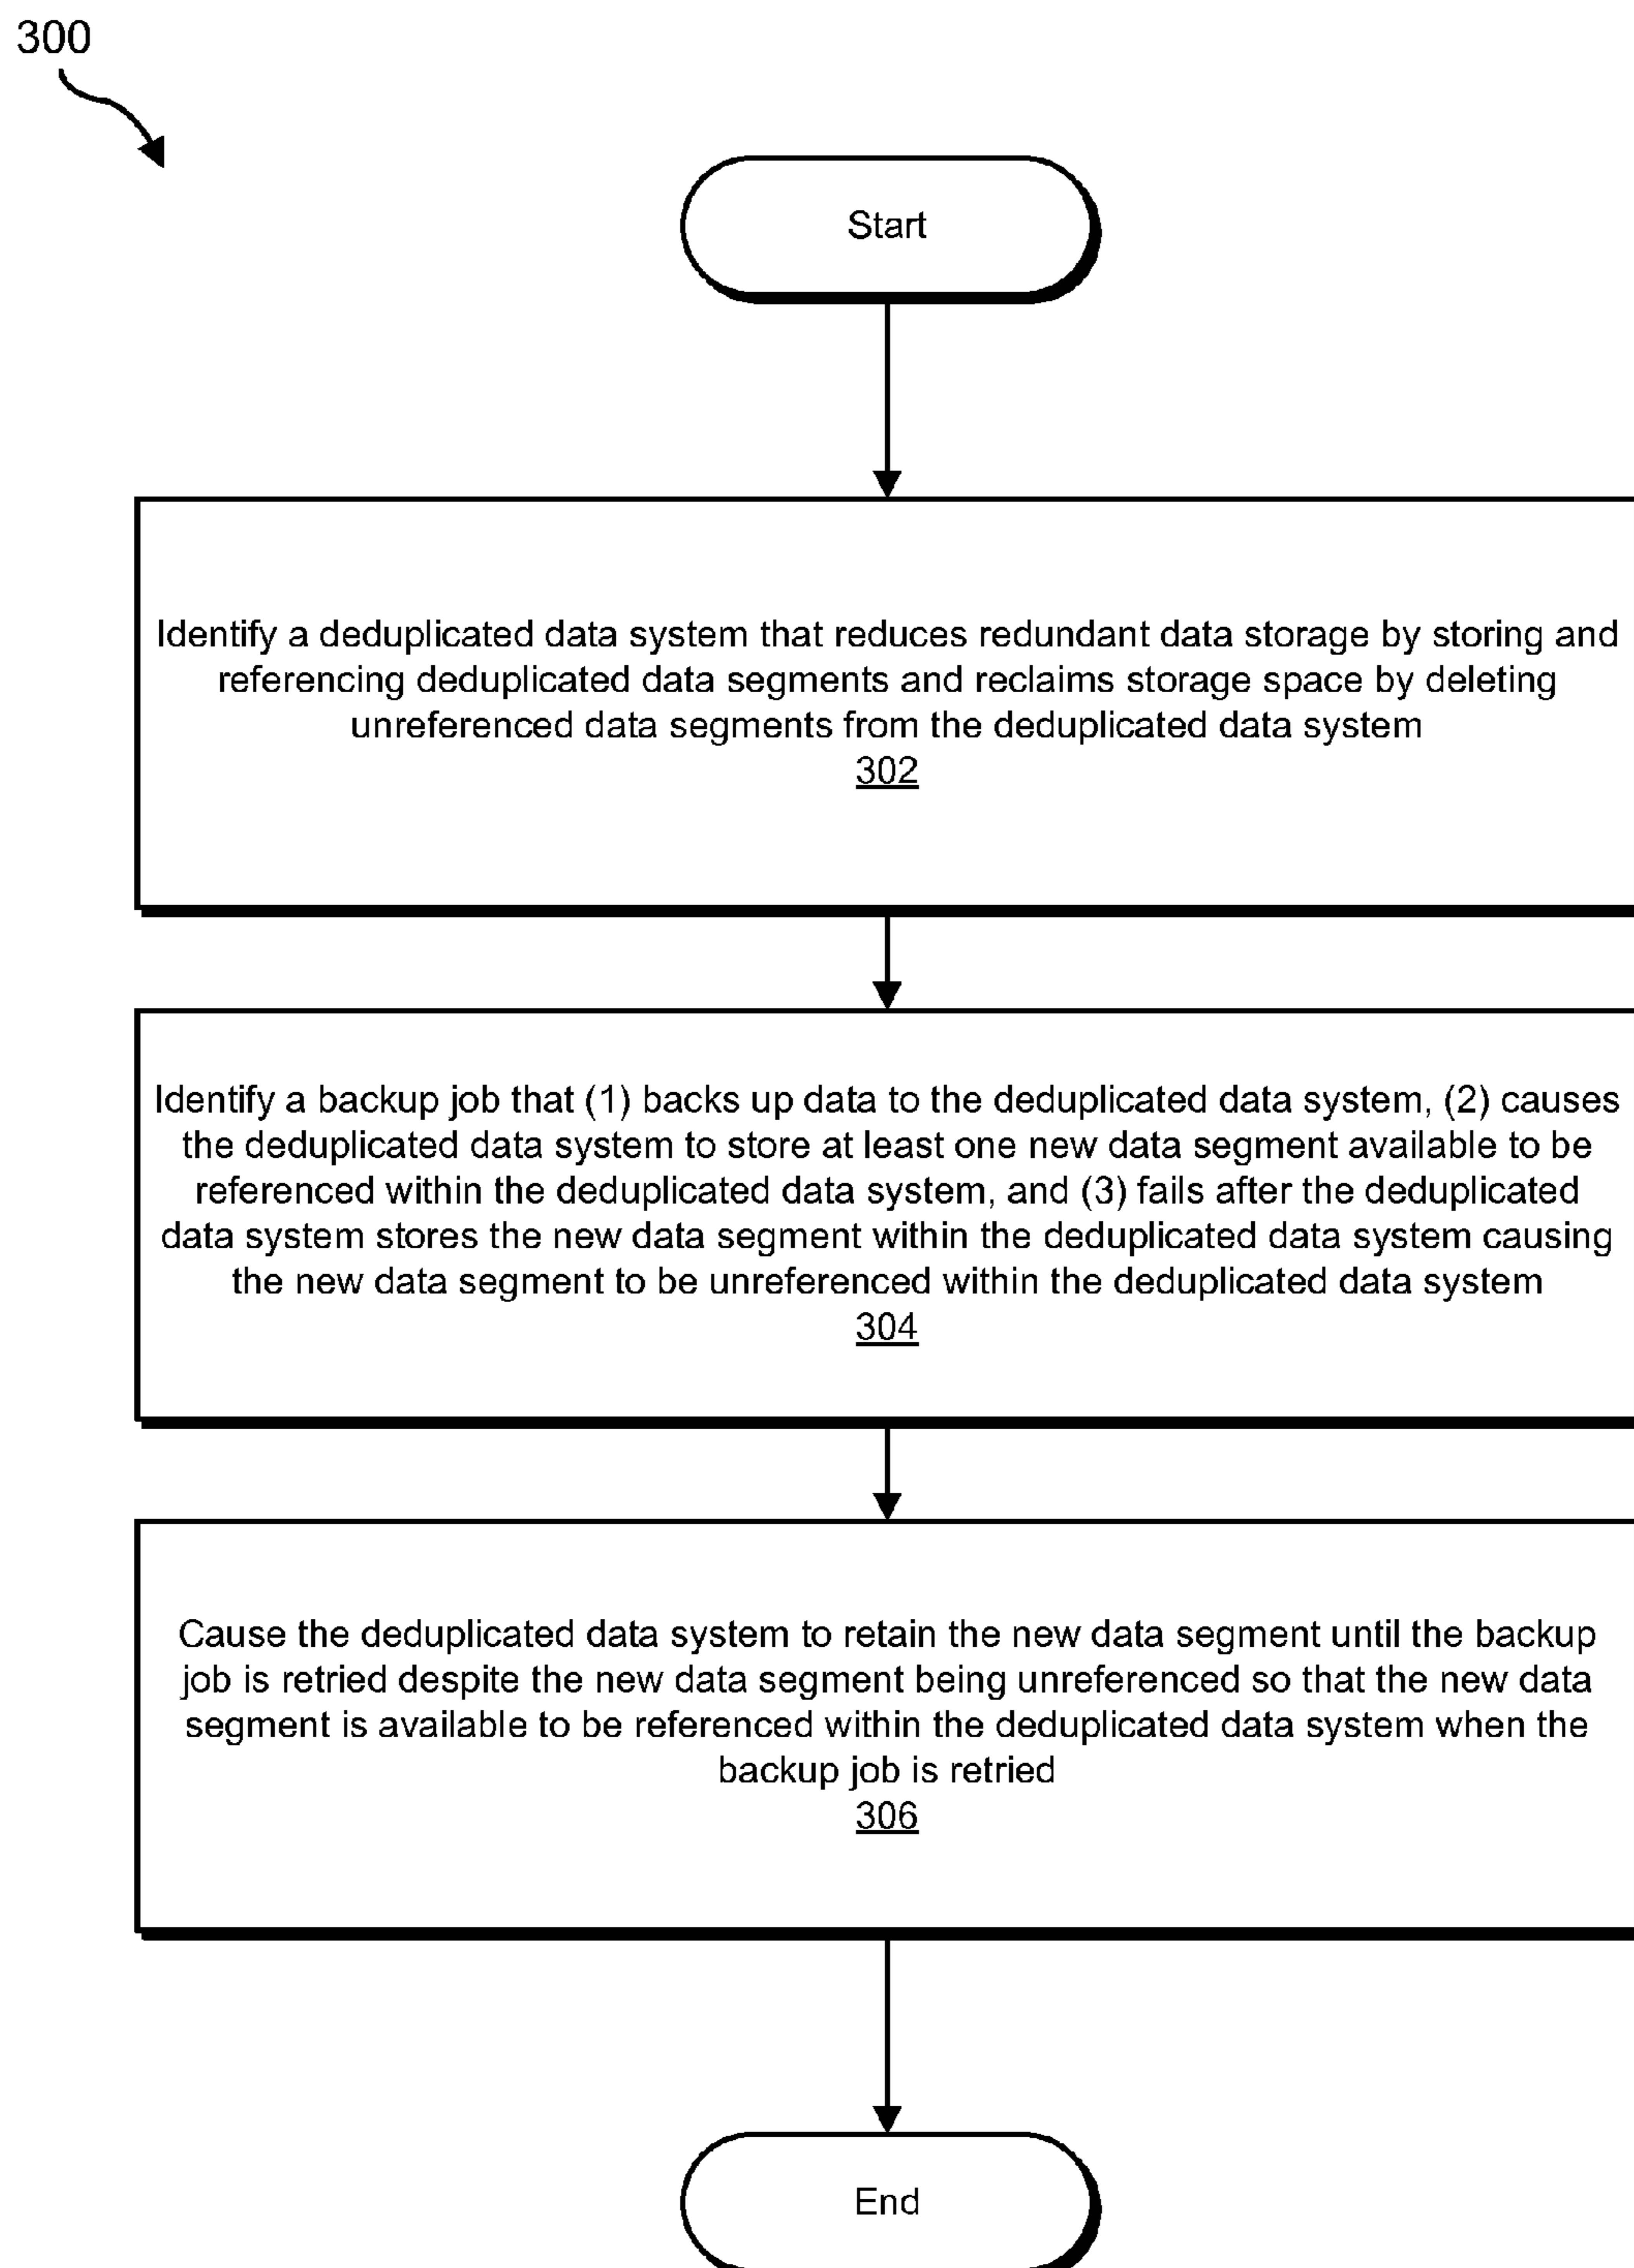 300
Start
Identify a deduplicated data system that reduces redundant data storage by storing and
referencing deduplicated data segments and reclaims storage space by deleting
unreferenced data segments from the deduplicated data system
302
Identify a backup job that (1) backs up data to the deduplicated data system, (2) causes
the deduplicated data system to store at least one new data segment available to be
referenced within the deduplicated data system, and (3) fails after the deduplicated
data system stores the new data segment within the deduplicated data system causing
the new data segment to be unreferenced within the deduplicated data system
304
Cause the deduplicated data system to retain the new data segment until the backup
job is retried despite the new data segment being unreferenced so that the new data
segment is available to be referenced within the deduplicated data system when the
backup job is retried
306
End